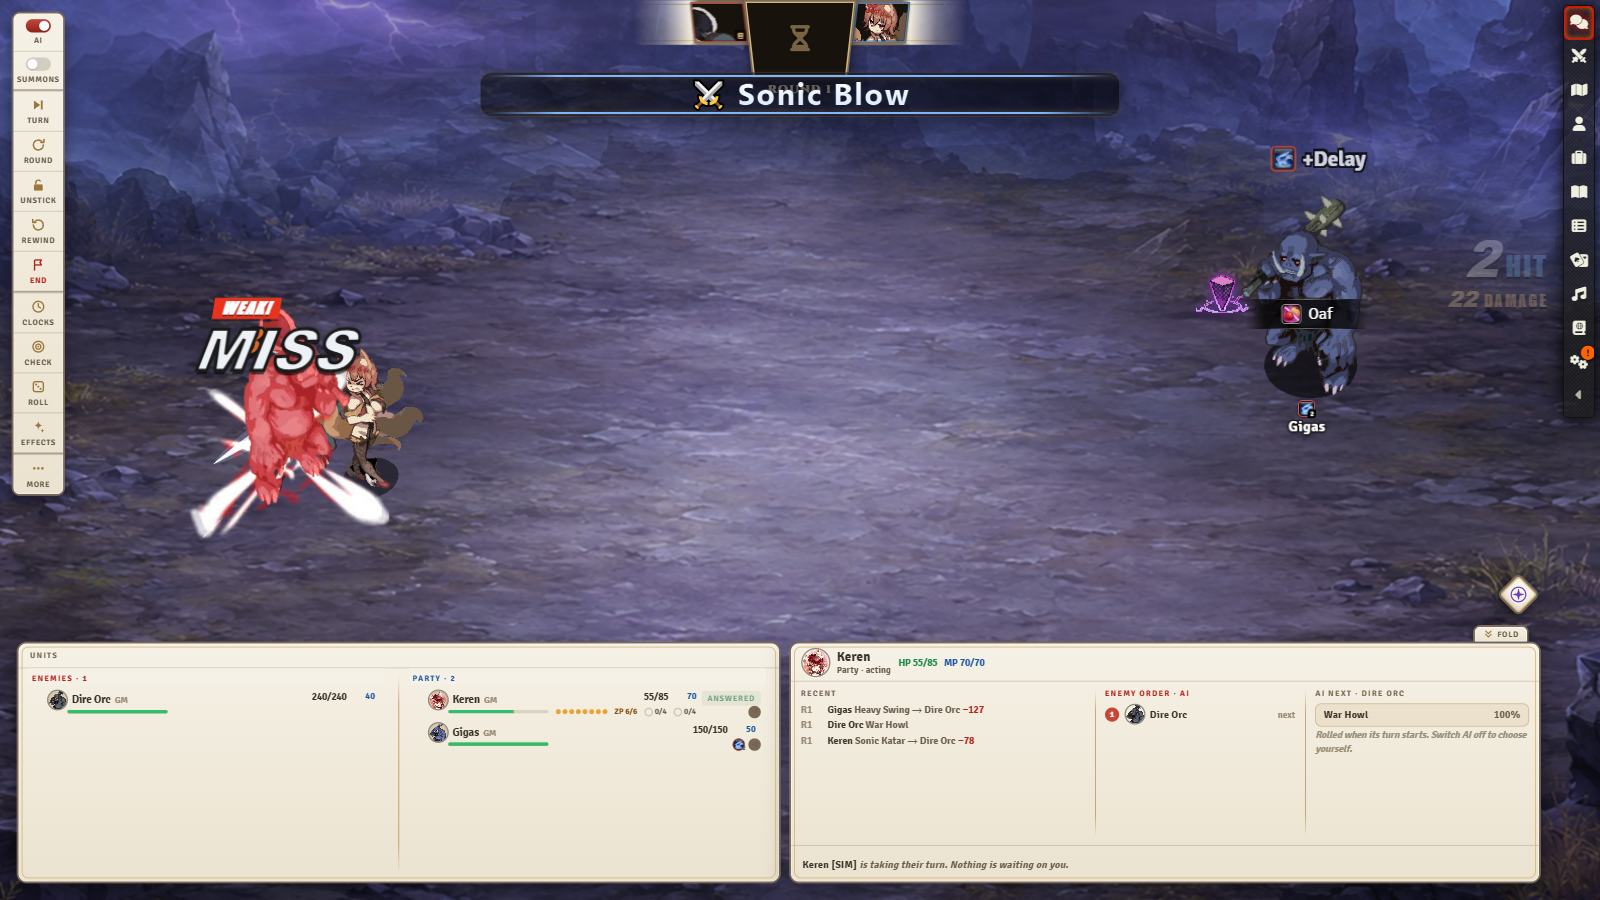 AI
SUMMONS
TURN
ROUND
UNSTICK
REWIND
END
CLOCKS
CHECK
ROLL
EFFECTS
MORE
ROUND 1
Sonic Blow
+Delay
2 HIT
22 DAMAGE
Oaf
Gigas
WEAK!
MISS
FOLD
UNITS
ENEMIES · 1
Dire Orc GM 240/240 40
PARTY · 2
Keren GM 55/85 70 ANSWERED
ZP 6/6 0/4 0/4
Gigas GM 150/150 50
2
Keren HP 55/85 MP 70/70
Party · acting
RECENT
R1 Gigas Heavy Swing → Dire Orc −127
R1 Dire Orc War Howl
R1 Keren Sonic Katar → Dire Orc −78
ENEMY ORDER · AI
1 Dire Orc next
AI NEXT · DIRE ORC
War Howl 100%
Rolled when its turn starts. Switch AI off to choose
yourself.
Keren [SIM] is taking their turn. Nothing is waiting on you.